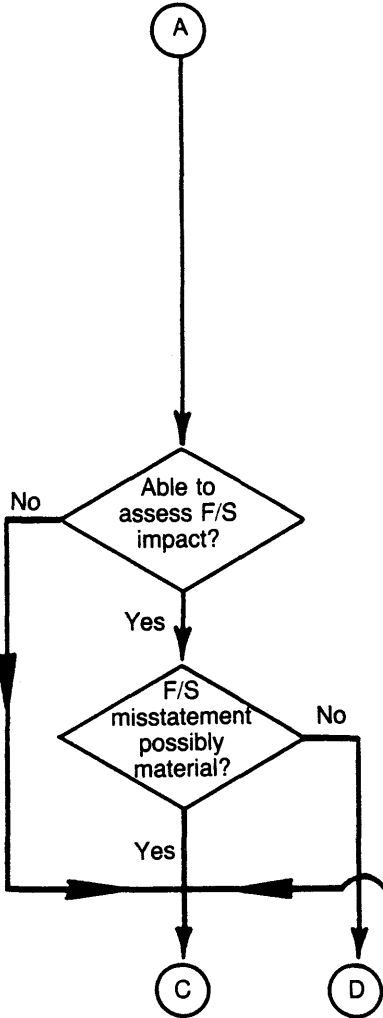 A
Able to
assess F/S
impact?
No
Yes
F/S
misstatement
possibly
material?
No
Yes
C
D